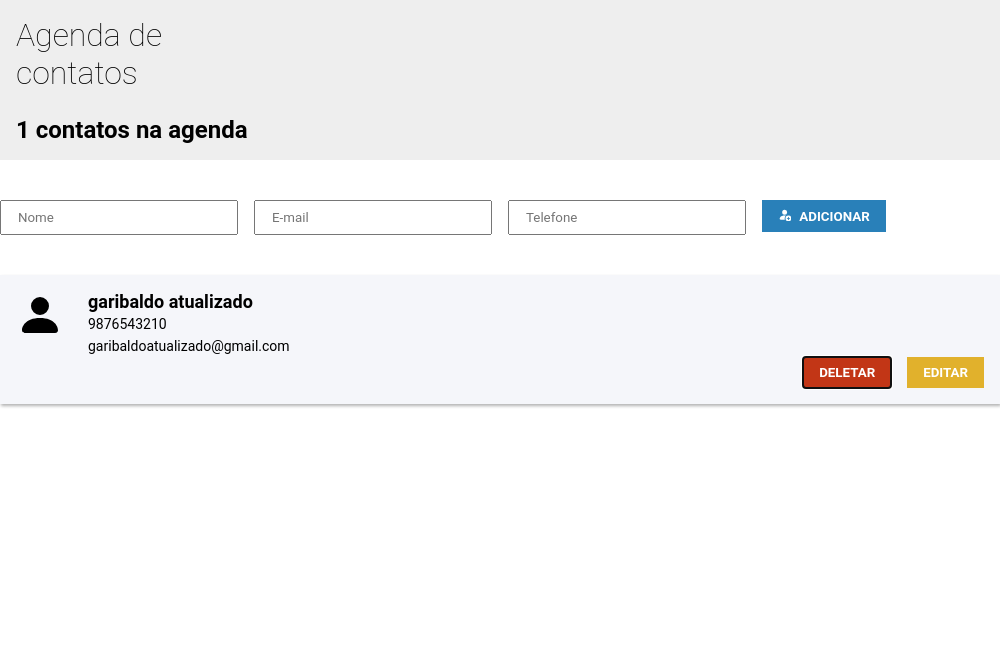 Agenda de
contatos
1 contatos na agenda
Nome
E-mail
Telefone
ADICIONAR
garibaldo atualizado
9876543210
garibaldoatualizado@gmail.com
DELETAR
EDITAR